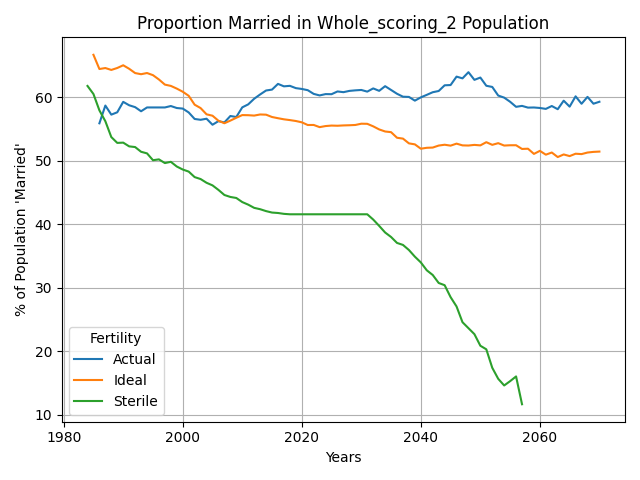 Proportion Married in Whole_scoring_2 Population
% of Population 'Married'
60
50
40
30
20
10
Fertility
Actual
Ideal
Sterile
1980 2000 2020 2040 2060
Years